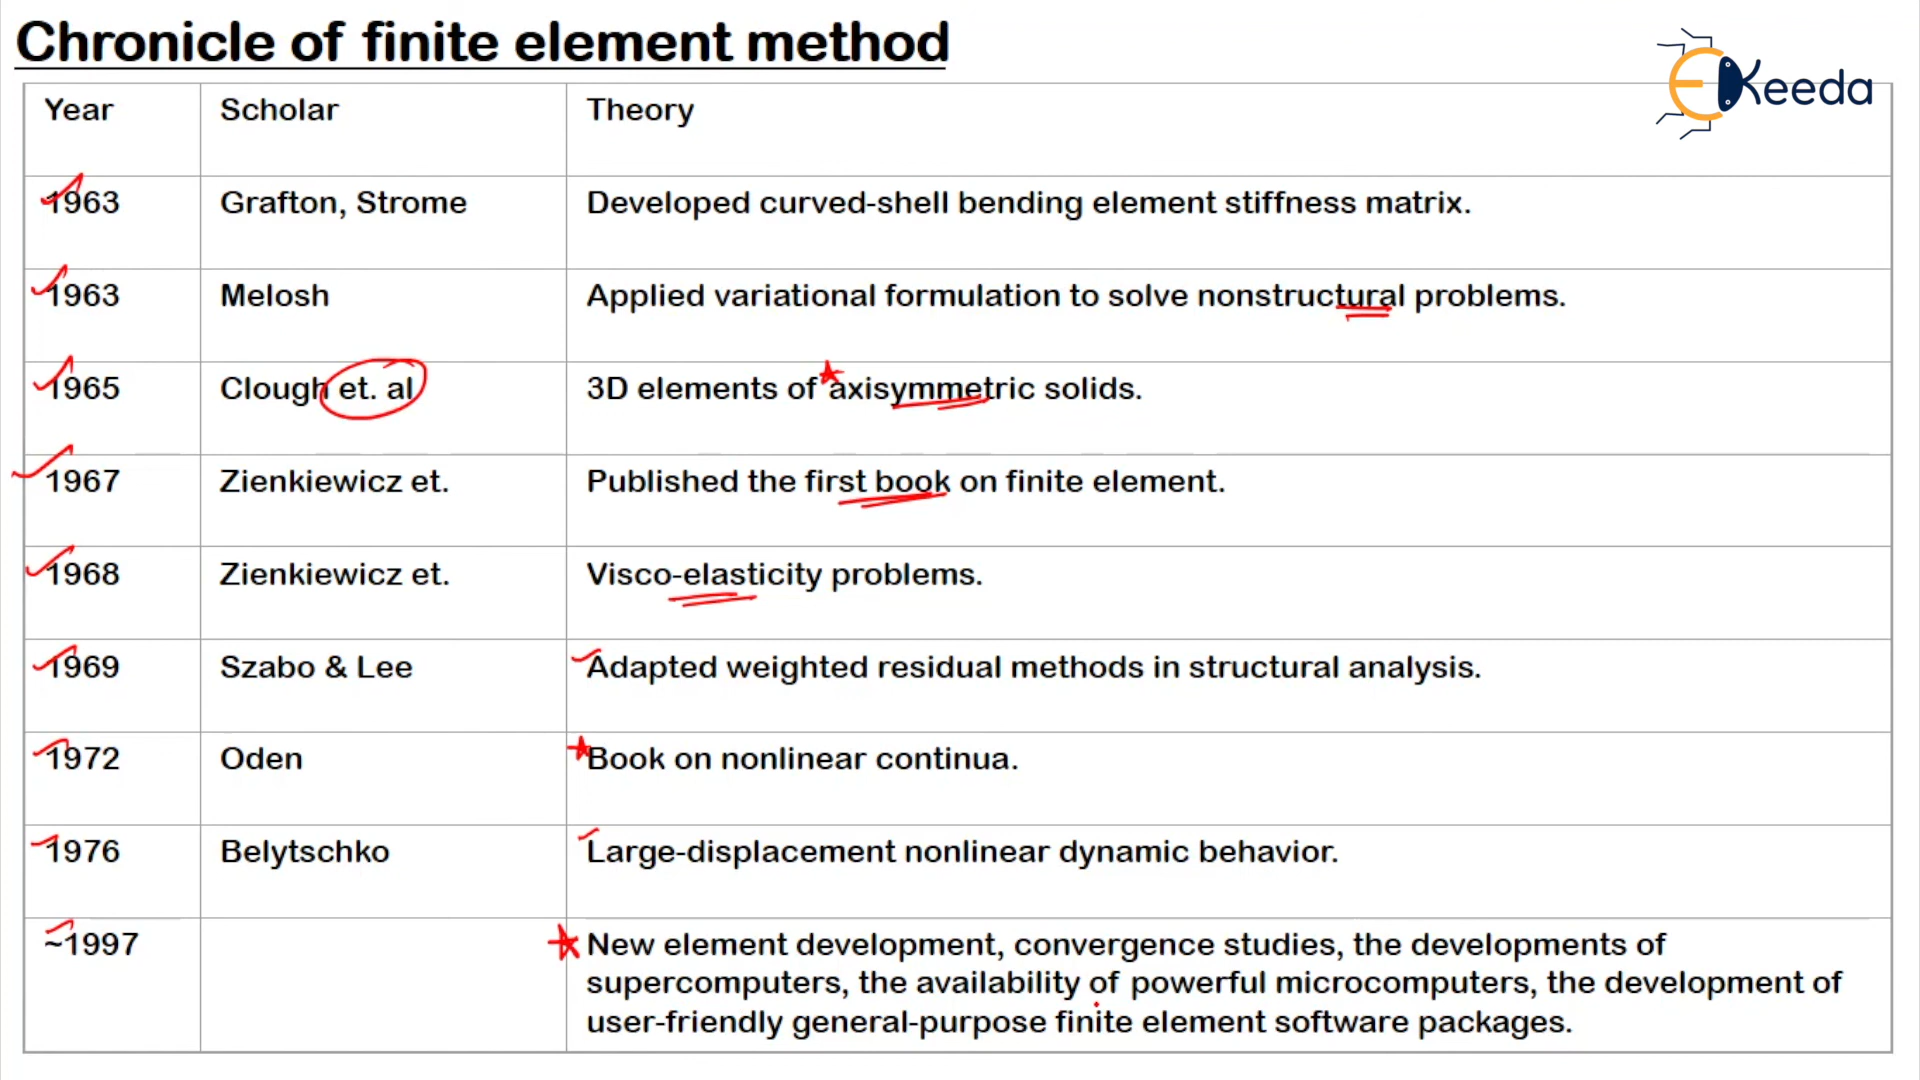 Chronicle of finite element method
EKeeda
Year Scholar Theory
1963 Grafton, Strome Developed curved-shell bending element stiffness matrix.
1963 Melosh Applied variational formulation to solve nonstructural problems.
1965 Clough et. al 3D elements of axisymmetric solids.
1967 Zienkiewicz et. Published the first book on finite element.
1968 Zienkiewicz et. Visco-elasticity problems.
1969 Szabo & Lee Adapted weighted residual methods in structural analysis.
1972 Oden Book on nonlinear continua.
1976 Belytschko Large-displacement nonlinear dynamic behavior.
~1997 New element development, convergence studies, the developments of
supercomputers, the availability of powerful microcomputers, the development of
user-friendly general-purpose finite element software packages.